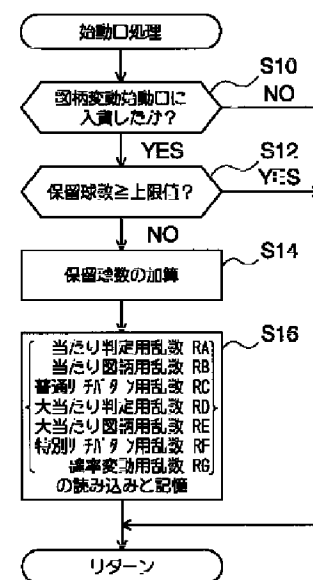 始動口処理
S10
図柄変動始動口に
入賞したか？
NO
YES
S12
保留球数≧上限値？
YES
NO
S14
保留球数の加算
S16
当たり判定用乱数 RA
当たり図柄用乱数 RB
普通リーチパターン用乱数 RC
大当たり判定用乱数 RD
大当たり図柄用乱数 RE
特別リーチパターン用乱数 RF
確率変動用乱数 RG
の読み込みと記憶
リターン